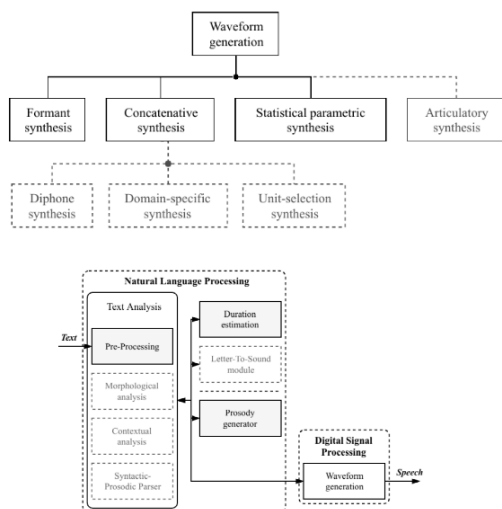 Waveform
generation
Formant
synthesis
Concatenative
synthesis
Statistical parametric
synthesis
Articulatory
synthesis
Diphone
synthesis
Domain-specific
synthesis
Unit-selection
synthesis
Natural Language Processing
Text Analysis
Text
Pre-Processing
Morphological
analysis
Contextual
analysis
Syntactic-
Prosodic Parser
Duration
estimation
Letter-To-Sound
module
Prosody
generator
Digital Signal
Processing
Waveform
generation
Speech